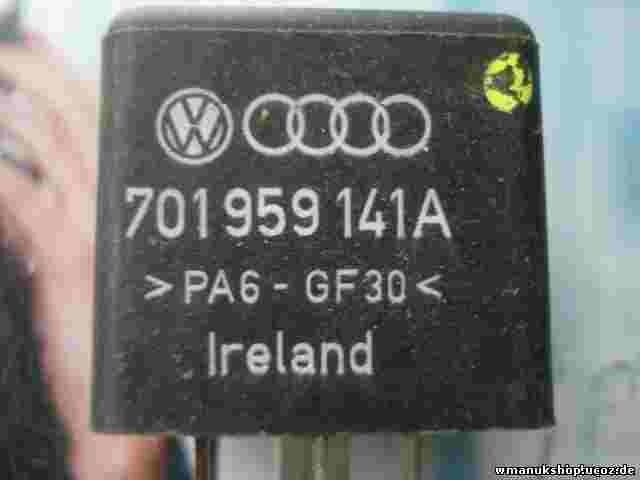 701 959 141A
>PA6 - GF30<
Ireland
wmanukshop.ucoz.de